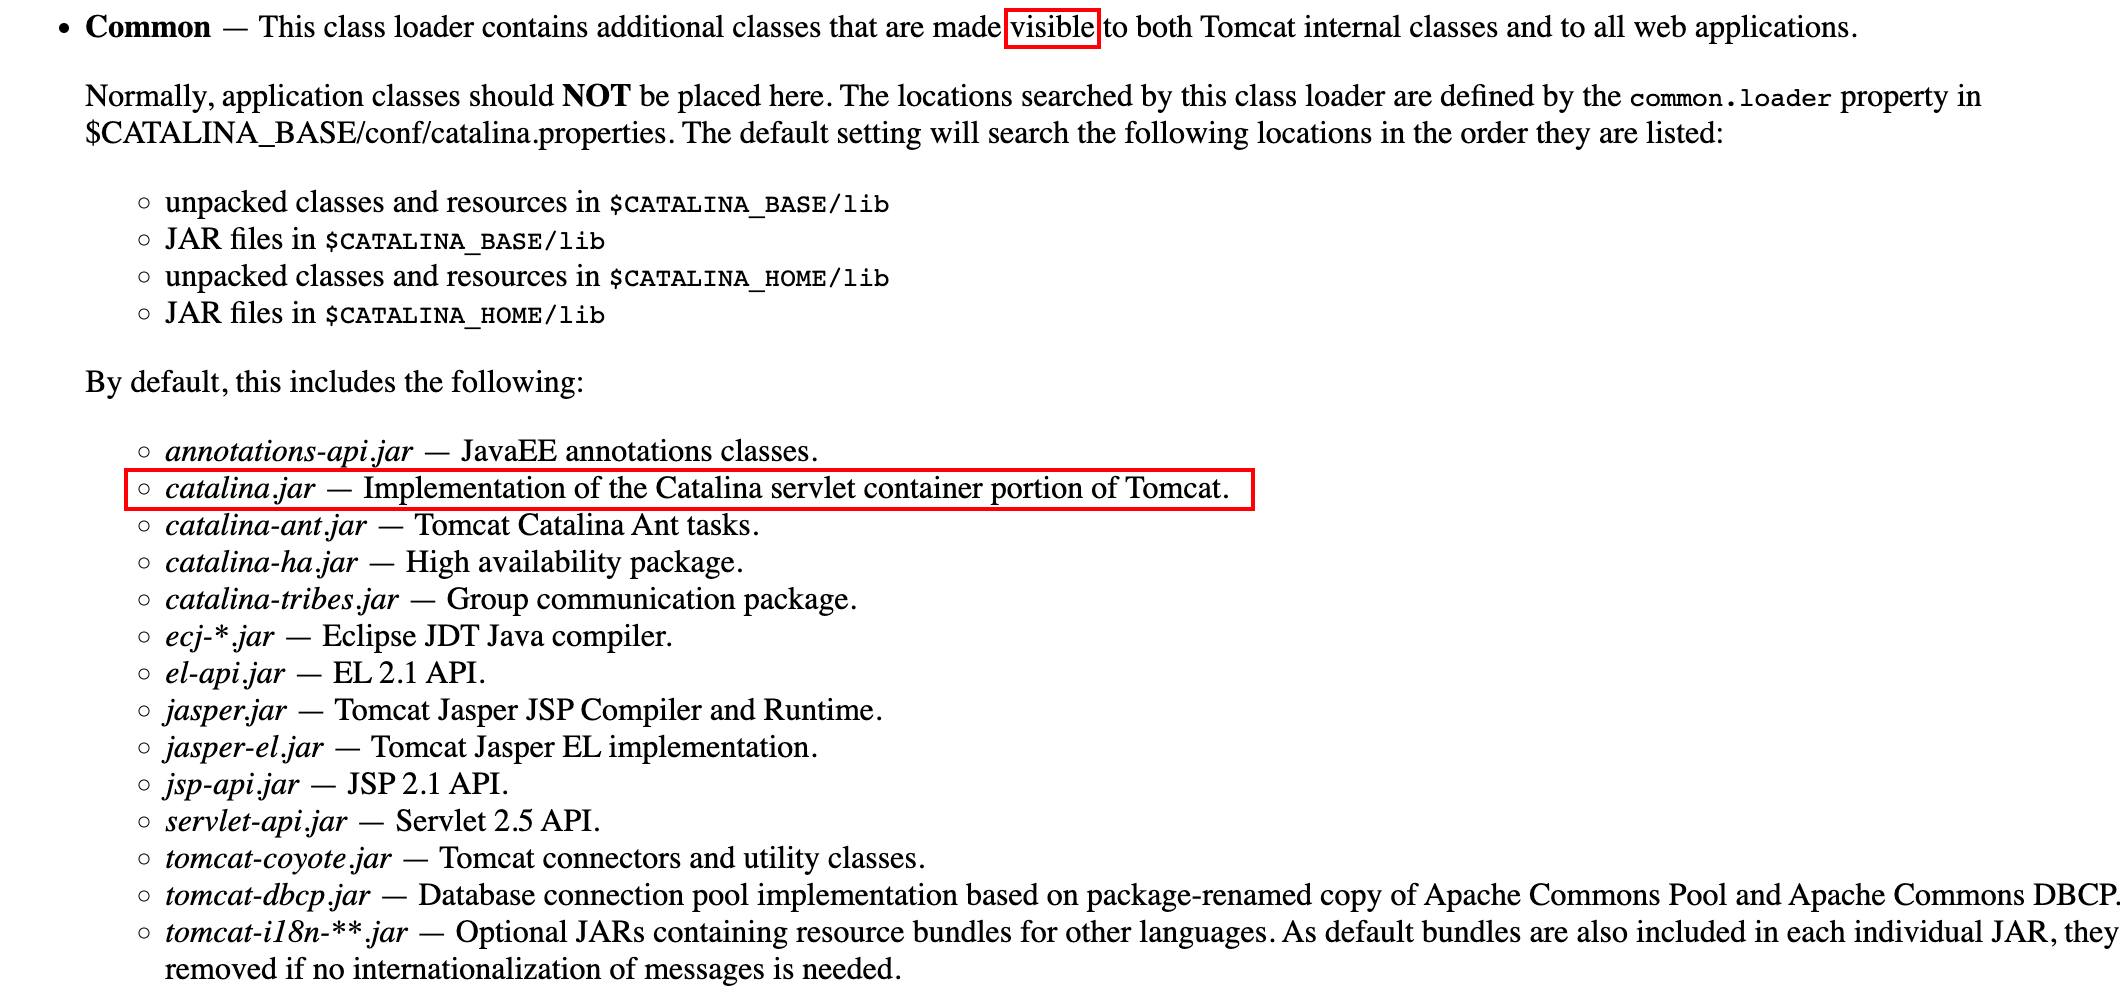 • Common — This class loader contains additional classes that are made visible to both Tomcat internal classes and to all web applications.
Normally, application classes should NOT be placed here. The locations searched by this class loader are defined by the common.loader property in
$CATALINA_BASE/conf/catalina.properties. The default setting will search the following locations in the order they are listed:
○ unpacked classes and resources in $CATALINA_BASE/lib
○ JAR files in $CATALINA_BASE/lib
○ unpacked classes and resources in $CATALINA_HOME/lib
○ JAR files in $CATALINA_HOME/lib
By default, this includes the following:
○ annotations-api.jar — JavaEE annotations classes.
○ catalina.jar — Implementation of the Catalina servlet container portion of Tomcat.
○ catalina-ant.jar — Tomcat Catalina Ant tasks.
○ catalina-ha.jar — High availability package.
○ catalina-tribes.jar — Group communication package.
○ ecj-*.jar — Eclipse JDT Java compiler.
○ el-api.jar — EL 2.1 API.
○ jasper.jar — Tomcat Jasper JSP Compiler and Runtime.
○ jasper-el.jar — Tomcat Jasper EL implementation.
○ jsp-api.jar — JSP 2.1 API.
○ servlet-api.jar — Servlet 2.5 API.
○ tomcat-coyote.jar — Tomcat connectors and utility classes.
○ tomcat-dbcp.jar — Database connection pool implementation based on package-renamed copy of Apache Commons Pool and Apache Commons DBCP.
○ tomcat-i18n-**.jar — Optional JARs containing resource bundles for other languages. As default bundles are also included in each individual JAR, they
removed if no internationalization of messages is needed.